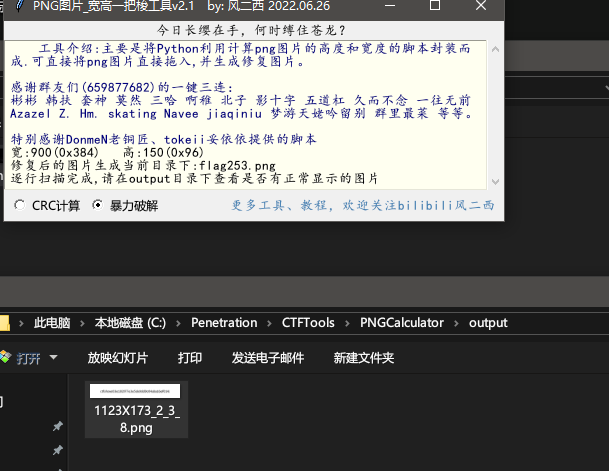 PNG图片_宽高一把梭工具v2.1 by: 风二西 2022.06.26
今日长缨在手，何时缚住苍龙？
工具介绍:主要是将Python利用计算png图片的高度和宽度的脚本封装而
成.可直接将png图片直接拖入,并生成修复图片。
感谢群友们(659877682)的一键三连:
彬彬 韩扶 套神 莫然 三哈 啊稚 北子 影十字 五道杠 久而不念 一往无前
Azazel Z. Hm. skating Navee jiaqiniu 梦游天姥吟留别 群里最菜 等等。
特别感谢DonmeN老铜匠、tokeii妥依依提供的脚本
宽:900(0x384) 高:150(0x96)
修复后的图片生成当前目录下:flag253.png
逐行扫描完成,请在output目录下查看是否有正常显示的图片
CRC计算 暴力破解 更多工具、教程，欢迎关注bilibili风二西
此电脑 > 本地磁盘 (C:) > Penetration > CTFTools > PNGCalculator > output
打开 放映幻灯片 打印 发送电子邮件 新建文件夹
1123X173_2_3_
8.png